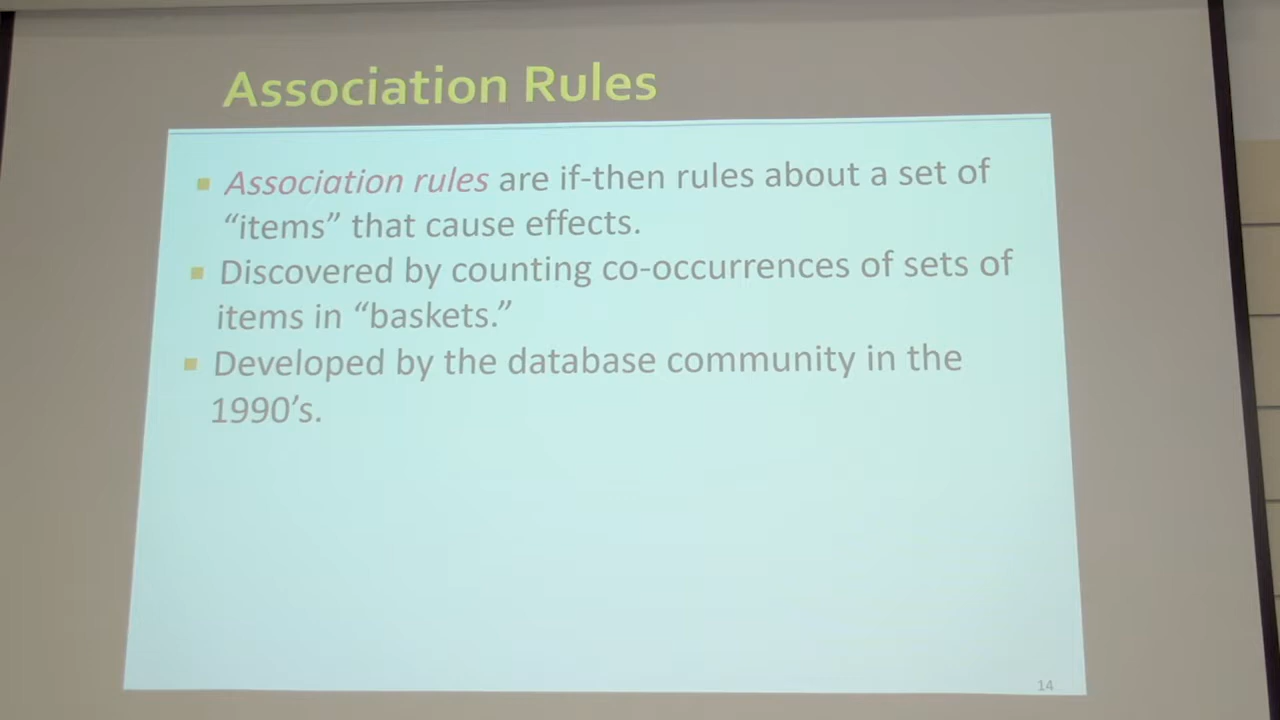 Association Rules
Association rules are if-then rules about a set of
“items” that cause effects.
Discovered by counting co-occurrences of sets of
items in “baskets.”
Developed by the database community in the
1990’s.
14